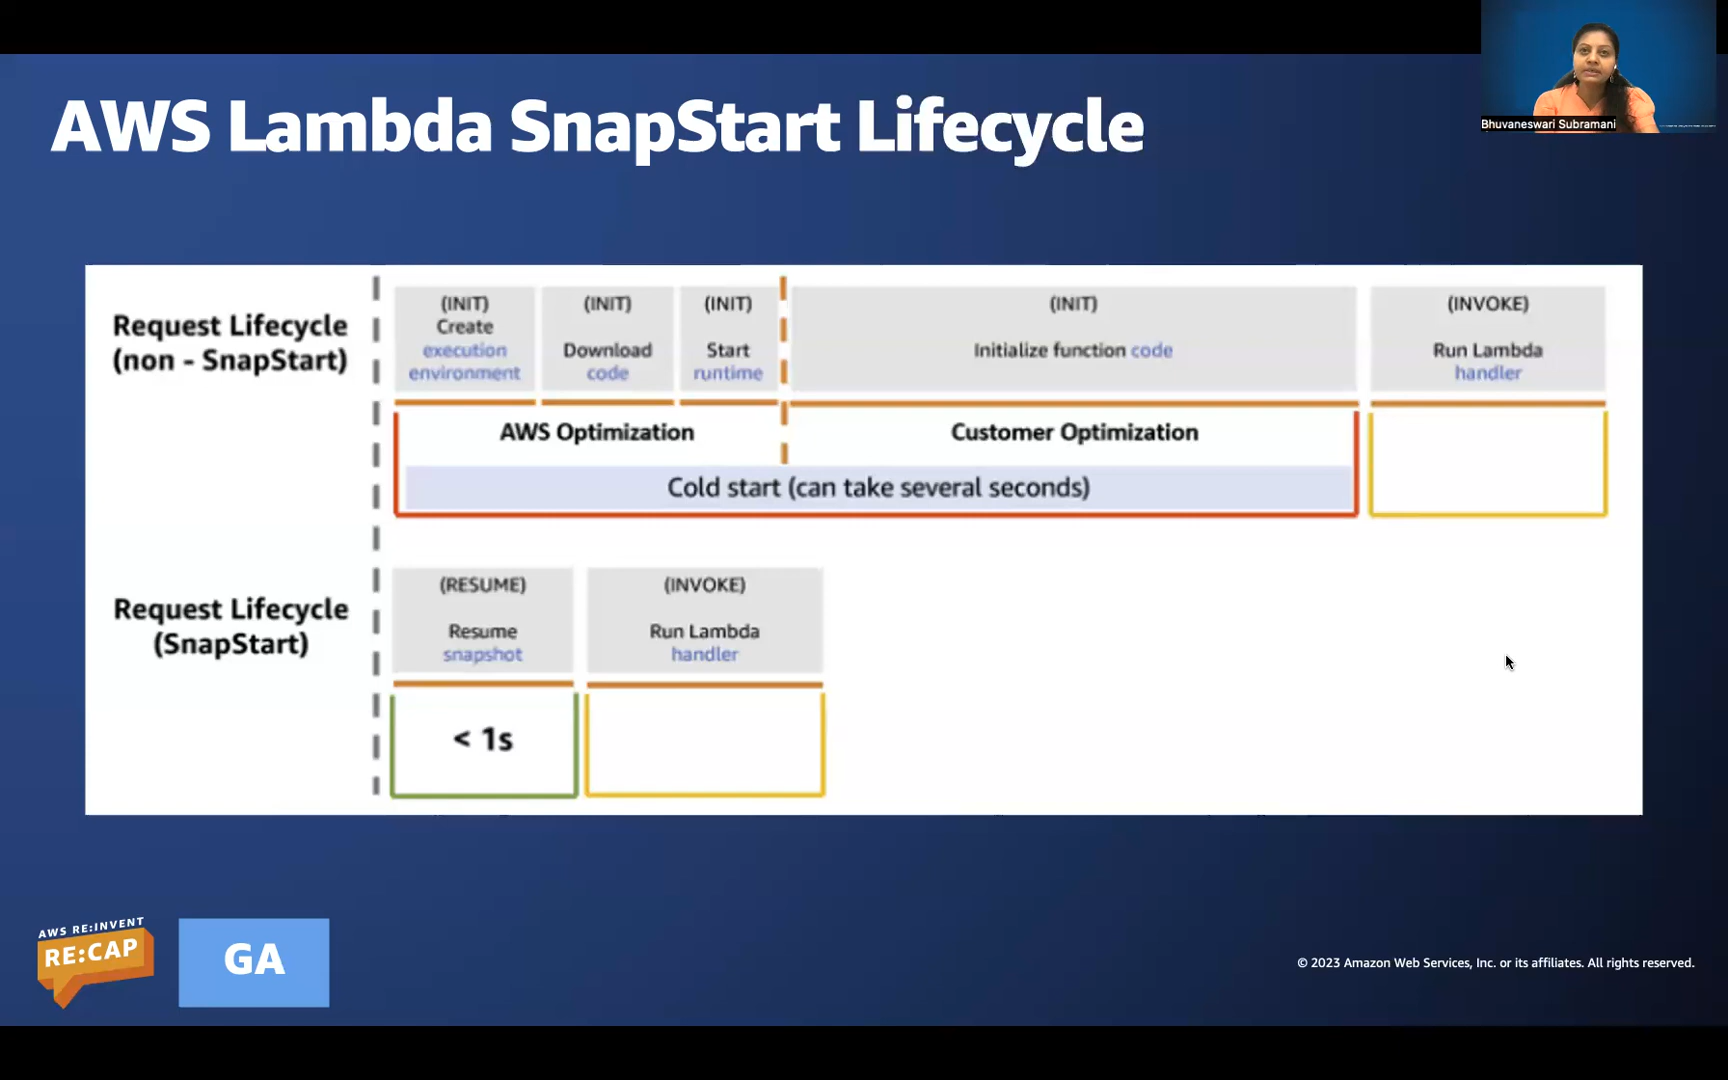 Bhuvaneswari Subramani
AWS Lambda SnapStart Lifecycle
Request Lifecycle
(non - SnapStart)
(INIT)
Create
execution
environment
(INIT)
Download
code
(INIT)
Start
runtime
(INIT)
Initialize function code
(INVOKE)
Run Lambda
handler
AWS Optimization
Customer Optimization
Cold start (can take several seconds)
Request Lifecycle
(SnapStart)
(RESUME)
Resume
snapshot
(INVOKE)
Run Lambda
handler
< 1s
AWS RE:INVENT
RE:CAP
GA
© 2023 Amazon Web Services, Inc. or its affiliates. All rights reserved.